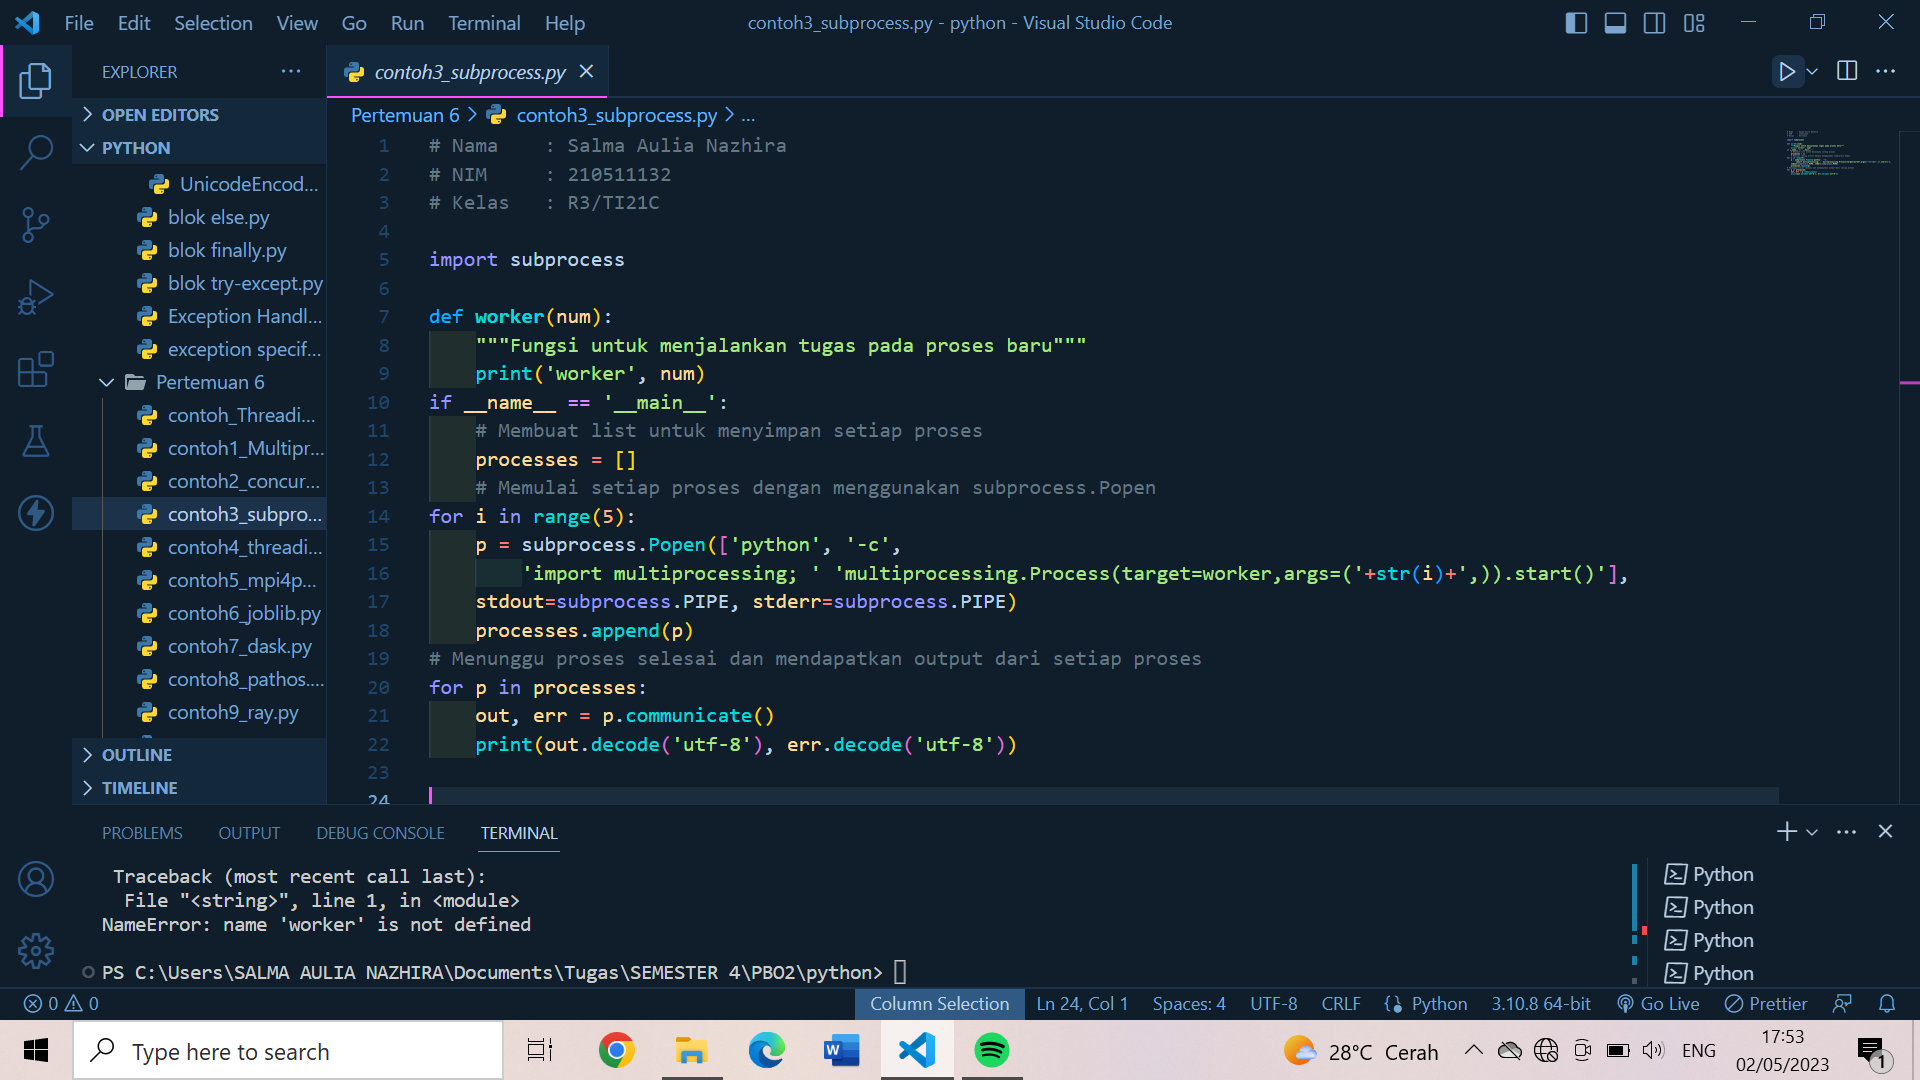 File Edit Selection View Go Run Terminal Help
contoh3_subprocess.py - python - Visual Studio Code
EXPLORER
OPEN EDITORS
PYTHON
UnicodeEncod...
blok else.py
blok finally.py
blok try-except.py
Exception Handl...
exception specif...
Pertemuan 6
contoh_Threadi...
contoh1_Multipr...
contoh2_concur...
contoh3_subpro...
contoh4_threadi...
contoh5_mpi4p...
contoh6_joblib.py
contoh7_dask.py
contoh8_pathos....
contoh9_ray.py
OUTLINE
TIMELINE
contoh3_subprocess.py
Pertemuan 6 > contoh3_subprocess.py > ...
1 # Nama    : Salma Aulia Nazhira
2 # NIM     : 210511132
3 # Kelas   : R3/TI21C
4
5 import subprocess
6
7 def worker(num):
8     """Fungsi untuk menjalankan tugas pada proses baru"""
9     print('worker', num)
10 if __name__ == '__main__':
11     # Membuat list untuk menyimpan setiap proses
12     processes = []
13     # Memulai setiap proses dengan menggunakan subprocess.Popen
14 for i in range(5):
15     p = subprocess.Popen(['python', '-c',
16         'import multiprocessing; ' 'multiprocessing.Process(target=worker,args=('+str(i)+',)).start()'],
17     stdout=subprocess.PIPE, stderr=subprocess.PIPE)
18     processes.append(p)
19 # Menunggu proses selesai dan mendapatkan output dari setiap proses
20 for p in processes:
21     out, err = p.communicate()
22     print(out.decode('utf-8'), err.decode('utf-8'))
23
24
PROBLEMS OUTPUT DEBUG CONSOLE TERMINAL
Traceback (most recent call last):
  File "<string>", line 1, in <module>
NameError: name 'worker' is not defined
PS C:\Users\SALMA AULIA NAZHIRA\Documents\Tugas\SEMESTER 4\PBO2\python>
Python
Python
Python
Python
0 0 Column Selection Ln 24, Col 1 Spaces: 4 UTF-8 CRLF Python 3.10.8 64-bit Go Live Prettier
Type here to search
28°C Cerah
ENG
17:53
02/05/2023
1